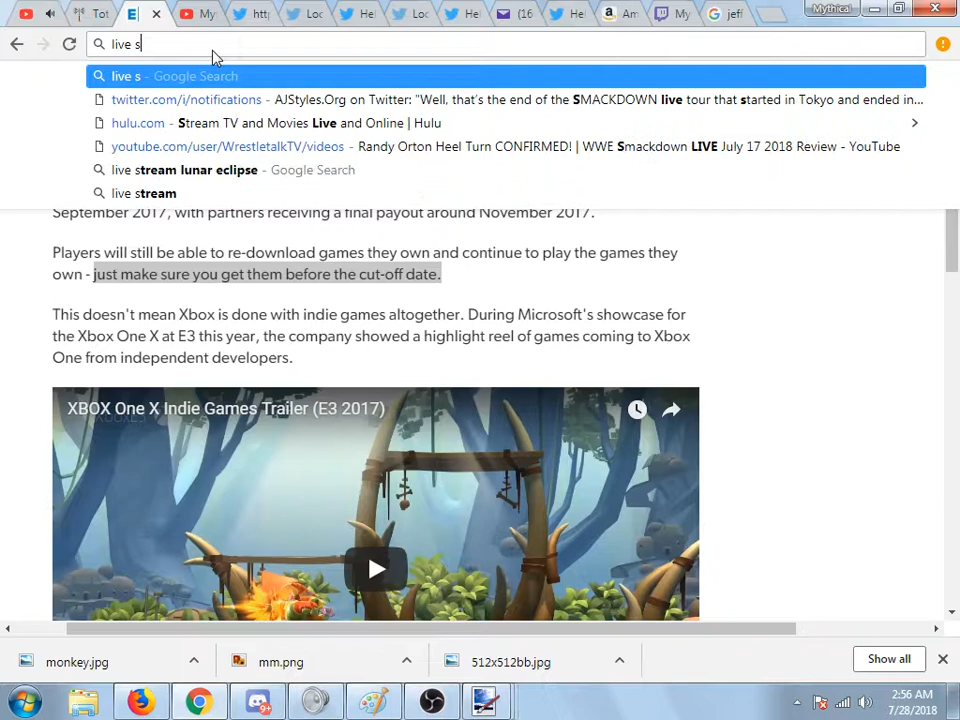 Tot
My
htt
Loc
Hel
Loc
Hel
(16
Hel
Am
My
jeff
Mythical
live s
live s - Google Search
twitter.com/i/notifications - AJStyles.Org on Twitter: "Well, that's the end of the SMACKDOWN live tour that started in Tokyo and ended in...
hulu.com - Stream TV and Movies Live and Online | Hulu
youtube.com/user/WrestletalkTV/videos - Randy Orton Heel Turn CONFIRMED! | WWE Smackdown LIVE July 17 2018 Review - YouTube
live stream lunar eclipse - Google Search
live stream
September 2017, with partners receiving a final payout around November 2017.
Players will still be able to re-download games they own and continue to play the games they
own - just make sure you get them before the cut-off date.
This doesn't mean Xbox is done with indie games altogether. During Microsoft's showcase for
the Xbox One X at E3 this year, the company showed a highlight reel of games coming to Xbox
One from independent developers.
XBOX One X Indie Games Trailer (E3 2017)
monkey.jpg
mm.png
512x512bb.jpg
Show all
2:56 AM
7/28/2018